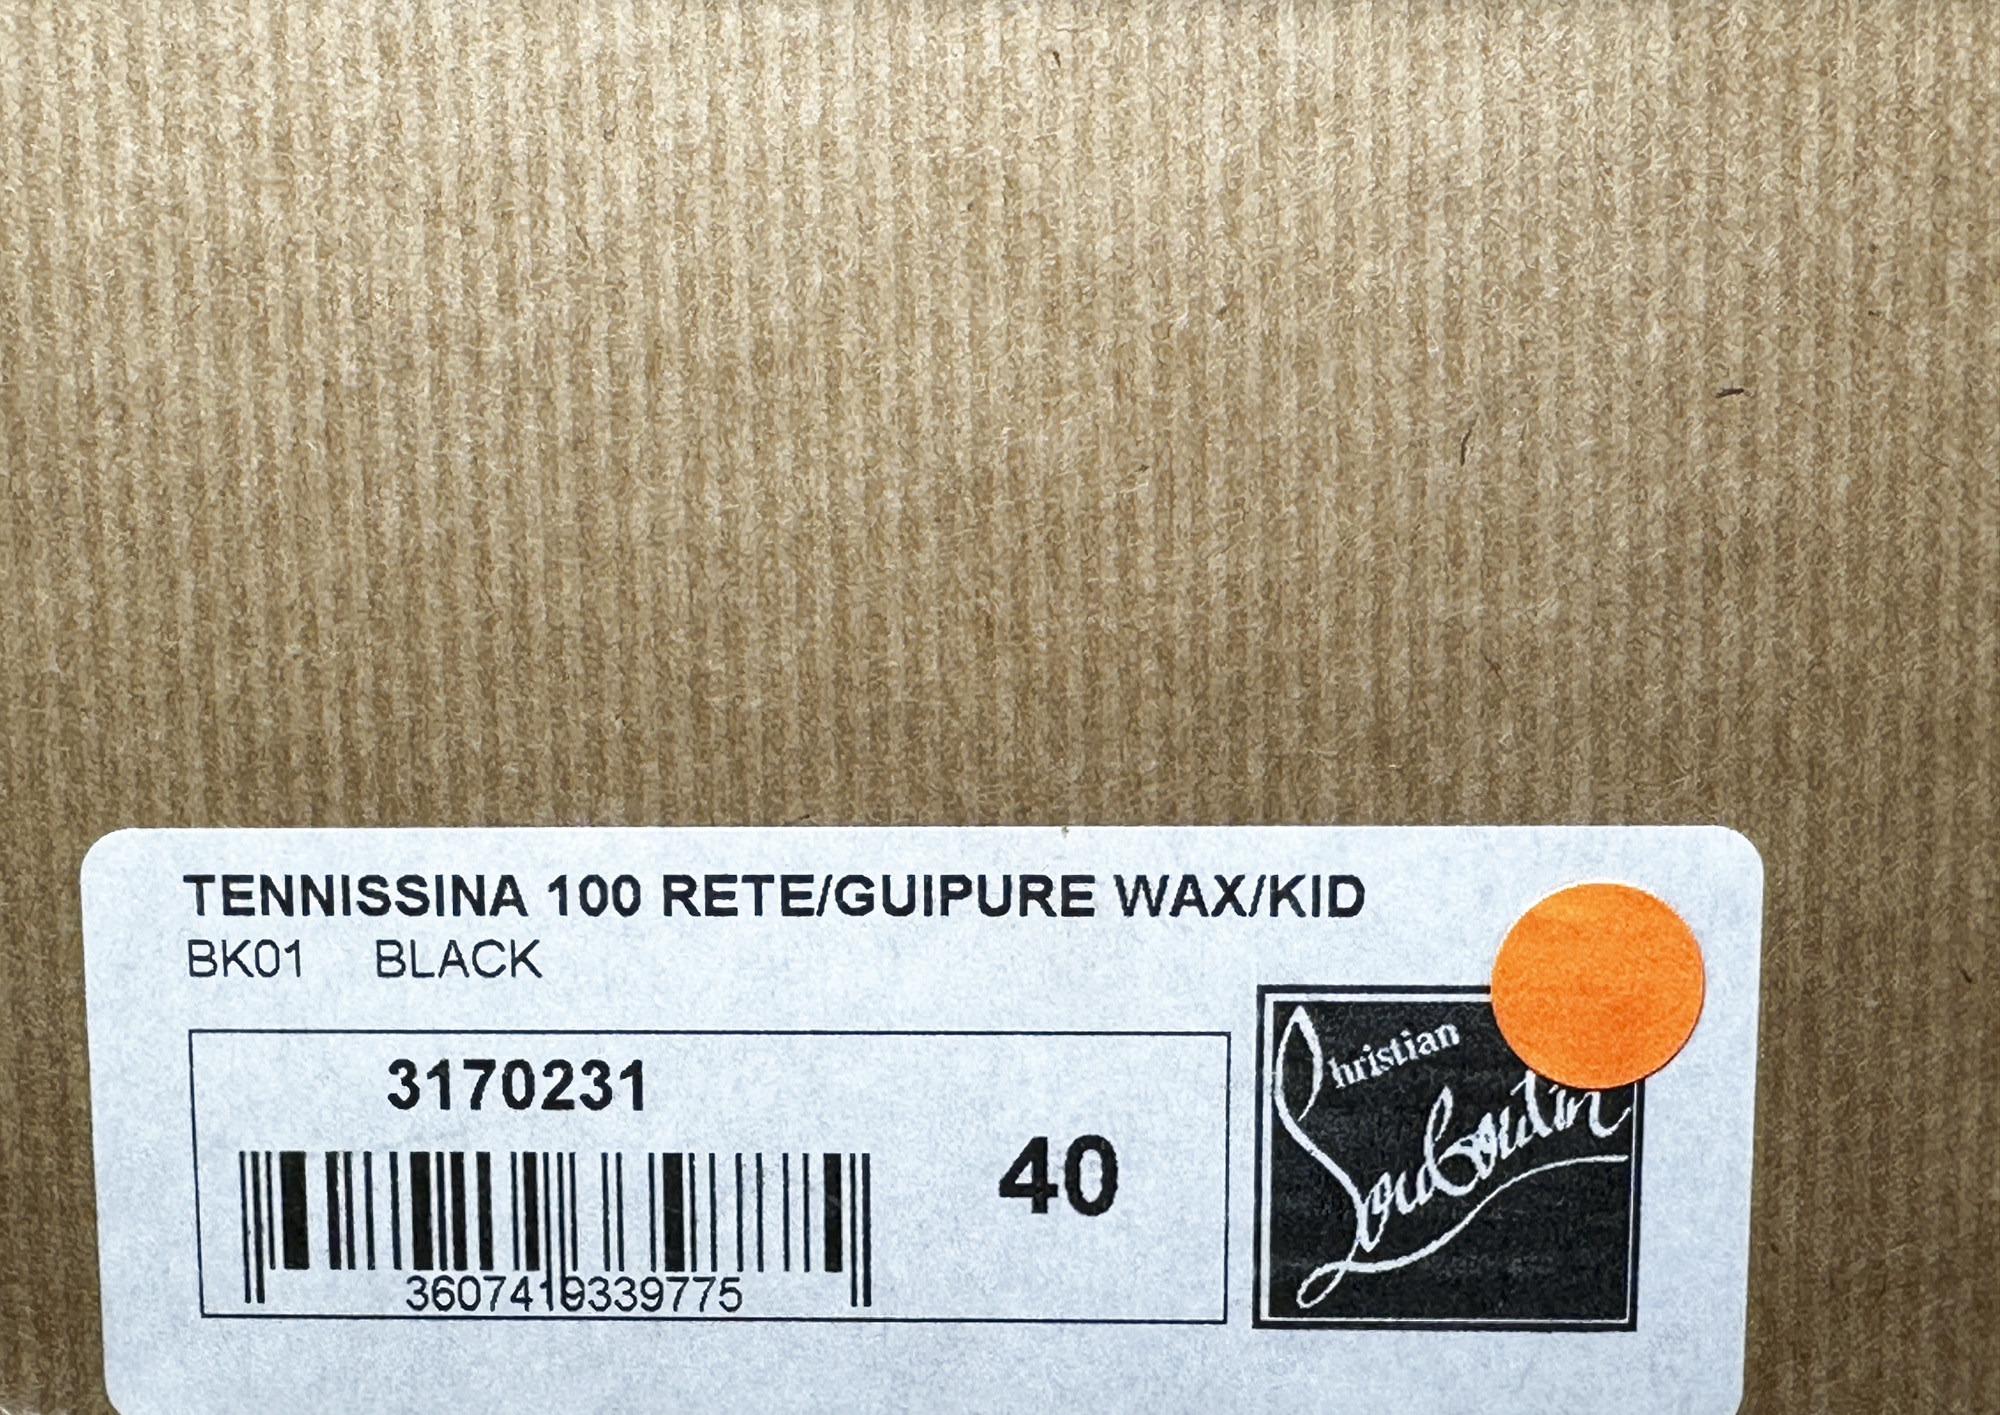 TENNISSINA 100 RETE/GUIPURE WAX/KID
BK01 BLACK
3170231
40
3607419339775
Christian
Louboutin